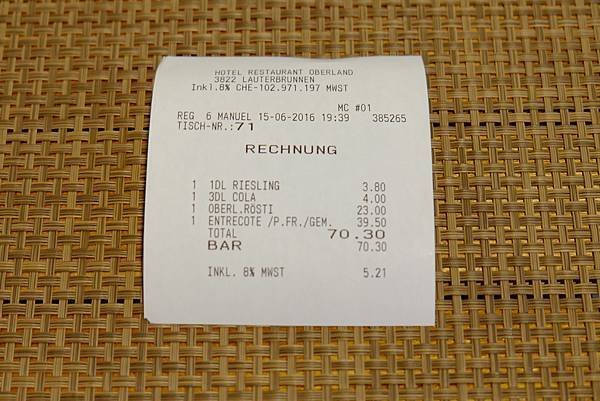 HOTEL RESTAURANT OBERLAND
3822 LAUTERBRUNNEN
Inkl.8% CHE-102.971.197 MWST
MC #01
REG 6 MANUEL 15-06-2016 19:39 385265
TISCH-NR.:71
RECHNUNG
1 1DL RIESLING 3.80
1 3DL COLA 4.00
1 OBERL.RÖSTI 23.00
1 ENTRECOTE /P.FR./GEM. 39.50
TOTAL 70.30
BAR 70.30
INKL. 8% MWST 5.21